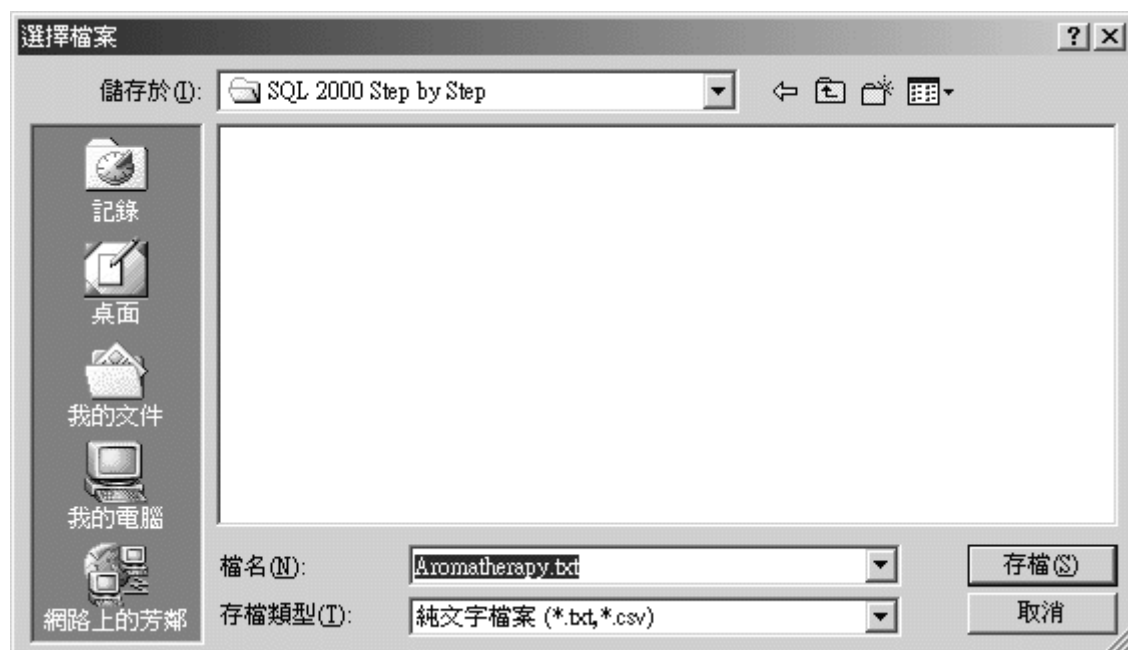 選擇檔案
儲存於(I):
SQL 2000 Step by Step
記錄
桌面
我的文件
我的電腦
網路上的芳鄰
檔名(N):
Aromatherapy.txt
存檔(S)
存檔類型(T):
純文字檔案 (*.txt,*.csv)
取消